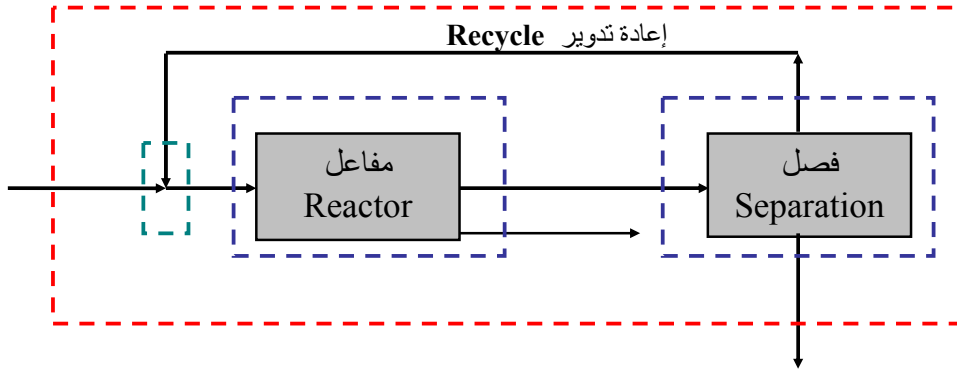 إعادة تدوير Recycle
مفاعل
Reactor
فصل
Separation